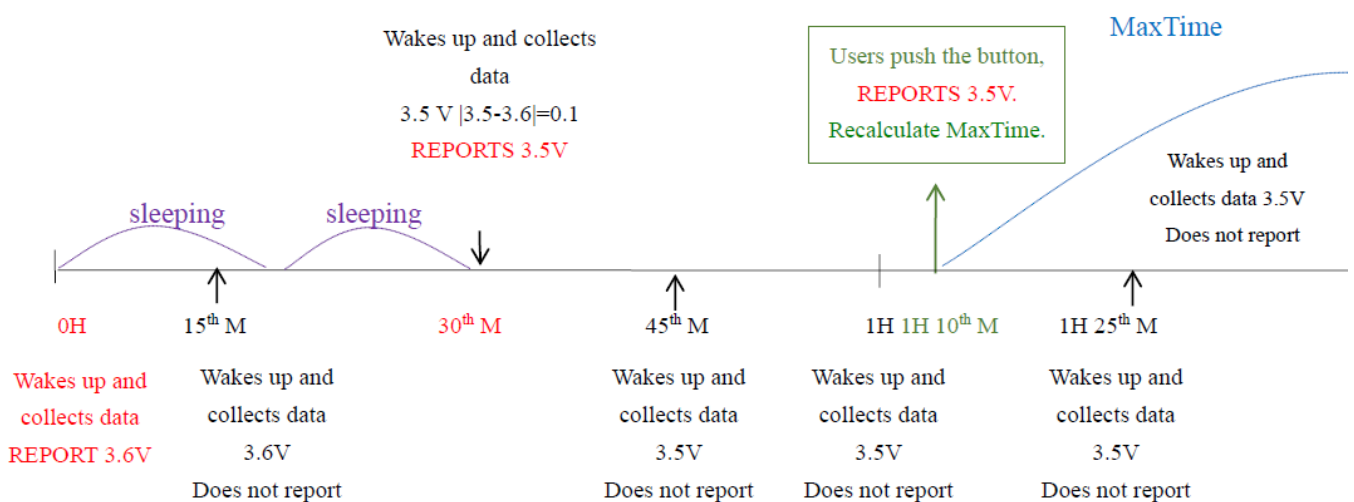 MaxTime
Wakes up and collects
data
3.5 V |3.5-3.6|=0.1
REPORTS 3.5V
Users push the button,
REPORTS 3.5V.
Recalculate MaxTime.
Wakes up and
collects data 3.5V
Does not report
sleeping
sleeping
0H
15th M
30th M
45th M
1H 1H 10th M
1H 25th M
Wakes up and
collects data
REPORT 3.6V
Wakes up and
collects data
3.6V
Does not report
Wakes up and
collects data
3.5V
Does not report
Wakes up and
collects data
3.5V
Does not report
Wakes up and
collects data
3.5V
Does not report